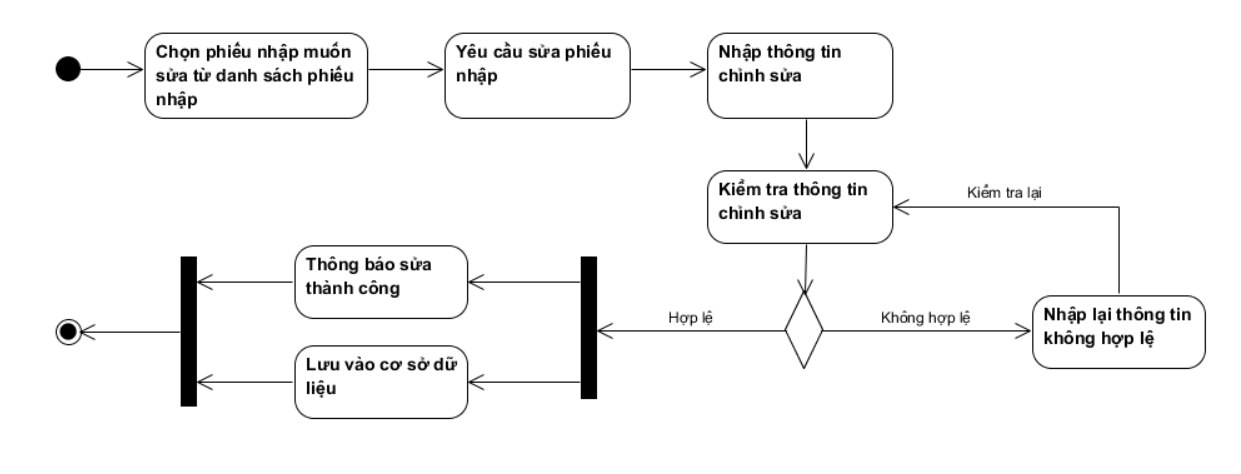 Chọn phiếu nhập muốn
sửa từ danh sách phiếu
nhập
Yêu cầu sửa phiếu
nhập
Nhập thông tin
chỉnh sửa
Kiểm tra thông tin
chỉnh sửa
Kiểm tra lại
Thông báo sửa
thành công
Hợp lệ
Không hợp lệ
Nhập lại thông tin
không hợp lệ
Lưu vào cơ sở dữ
liệu